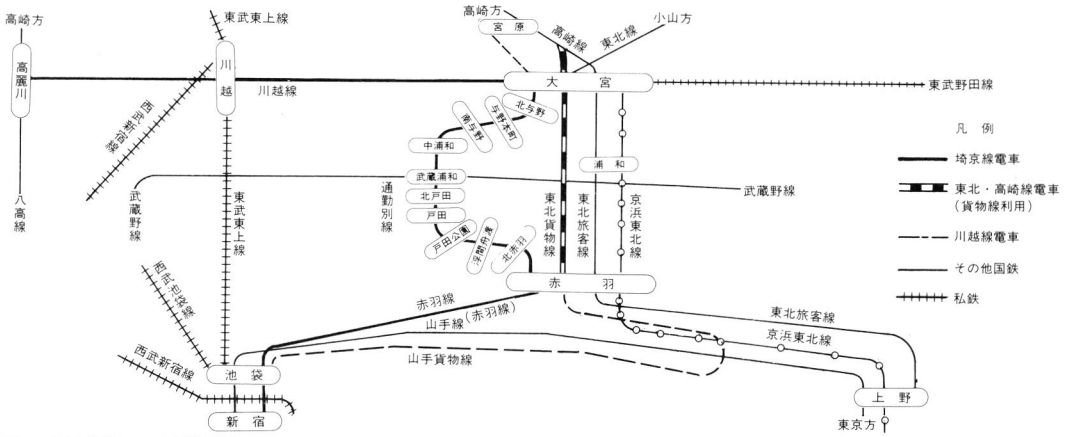 高崎方
東武東上線
高崎方
小山方
宮原
高崎線
東北線
高麗川
川越
川越線
大宮
東武野田線
西武新宿線
北与野
与野本町
南与野
中浦和
浦和
武蔵浦和
北戸田
戸田
戸田公園
浮間舟渡
北赤羽
通勤別線
東北貨物線
東北旅客線
京浜東北線
武蔵野線
武蔵野線
八高線
東武東上線
西武池袋線
赤羽
赤羽線
山手線(赤羽線)
山手貨物線
東北旅客線
京浜東北線
西武新宿線
池袋
新宿
上野
東京方
凡例
埼京線電車
東北・高崎線電車
(貨物線利用)
川越線電車
その他国鉄
私鉄